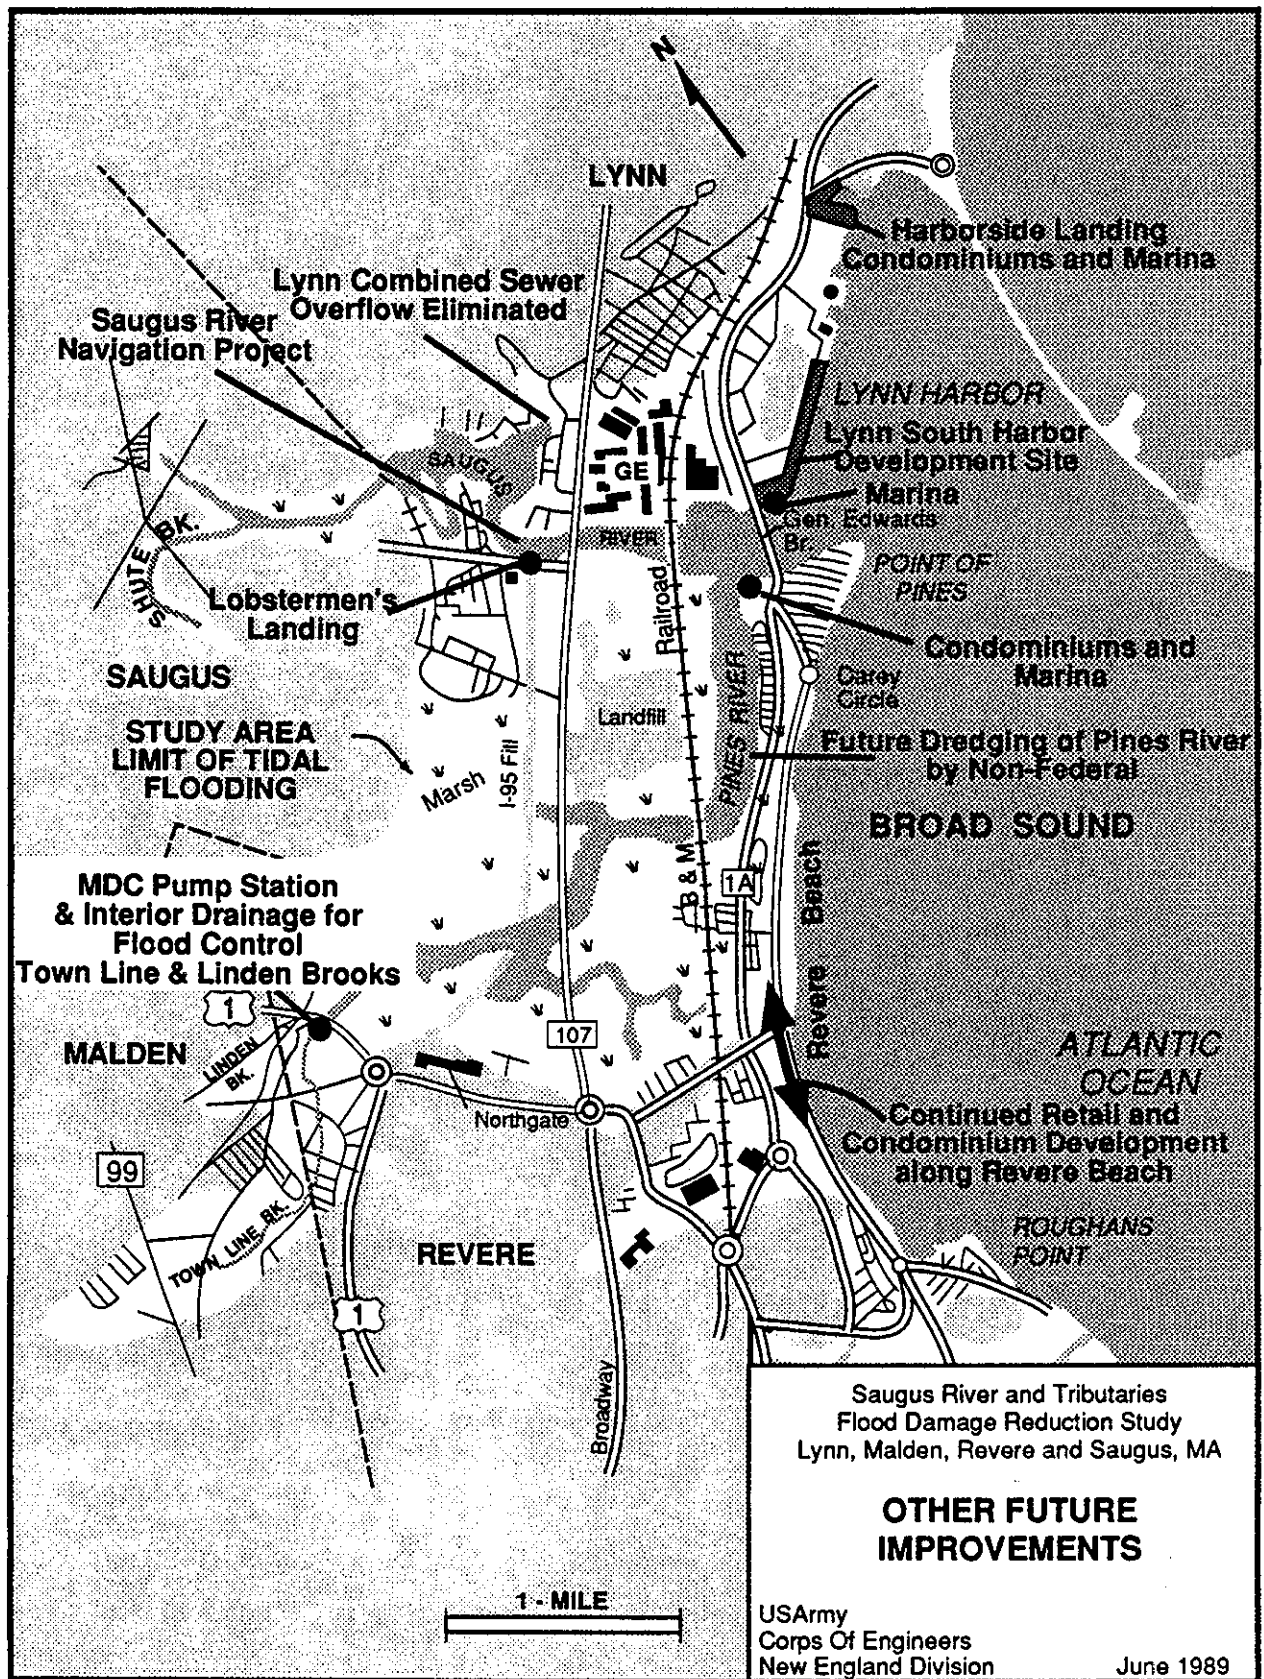 N
LYNN
Harborside Landing
Condominiums and Marina
Lynn Combined Sewer
Overflow Eliminated
Saugus River
Navigation Project
LYNN HARBOR
Lynn South Harbor
Development Site
Marina
Gen. Edwards
Br.
SAUGUS
GE
RIVER
SHUTE BK.
POINT OF
PINES
Lobstermen's
Landing
Railroad
Condominiums and
Marina
SAUGUS
Carey
Circle
Landfill
PINES RIVER
STUDY AREA
LIMIT OF TIDAL
FLOODING
Future Dredging of Pines River
by Non-Federal
Marsh
I-95 Fill
BROAD SOUND
B & M
1A
Revere Beach
MDC Pump Station
& Interior Drainage for
Flood Control
Town Line & Linden Brooks
1
MALDEN
LINDEN
BK.
107
ATLANTIC
OCEAN
Northgate
Continued Retail and
Condominium Development
along Revere Beach
99
TOWN LINE BK.
REVERE
ROUGHANS
POINT
1
Broadway
Saugus River and Tributaries
Flood Damage Reduction Study
Lynn, Malden, Revere and Saugus, MA
OTHER FUTURE
IMPROVEMENTS
1 - MILE
USArmy
Corps Of Engineers
New England Division
June 1989